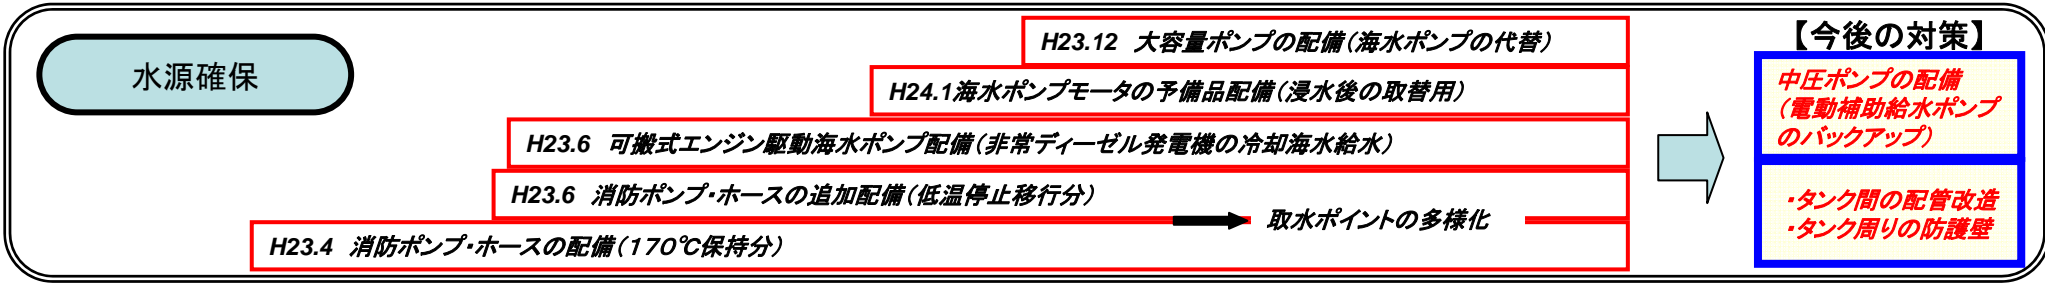 水源確保
H23.12 大容量ポンプの配備（海水ポンプの代替）
H24.1海水ポンプモータの予備品配備（浸水後の取替用）
H23.6 可搬式エンジン駆動海水ポンプ配備（非常ディーゼル発電機の冷却海水給水）
H23.6 消防ポンプ・ホースの追加配備（低温停止移行分）
取水ポイントの多様化
H23.4 消防ポンプ・ホースの配備（１７０℃保持分）
【今後の対策】
中圧ポンプの配備
（電動補助給水ポンプ
のバックアップ）
・タンク間の配管改造
・タンク周りの防護壁